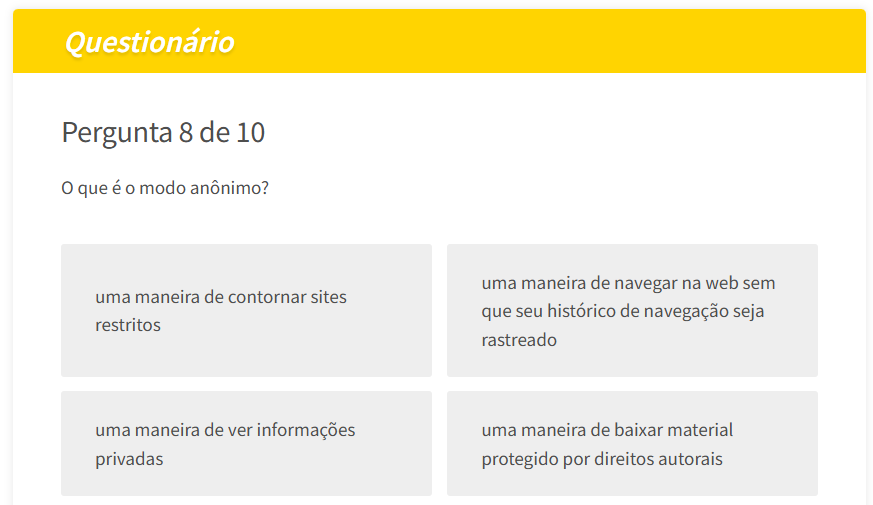 Questionário
Pergunta 8 de 10
O que é o modo anônimo?
uma maneira de contornar sites
restritos
uma maneira de navegar na web sem
que seu histórico de navegação seja
rastreado
uma maneira de ver informações
privadas
uma maneira de baixar material
protegido por direitos autorais